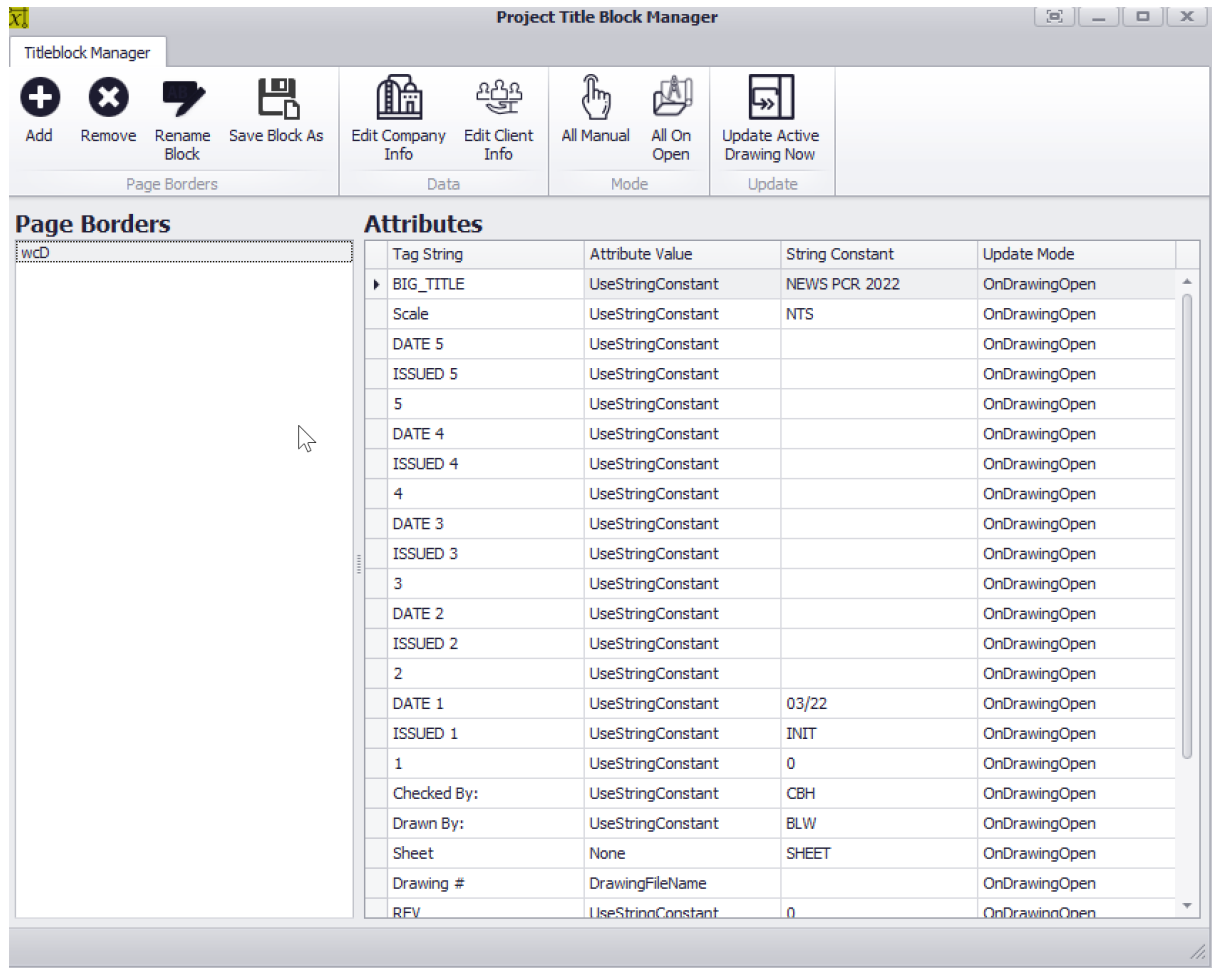 Project Title Block Manager
Titleblock Manager
Add
Remove
Rename Block
Save Block As
Page Borders
Edit Company Info
Edit Client Info
Data
All Manual
All On Open
Mode
Update Active Drawing Now
Update
Page Borders
wcD
Attributes
Tag String Attribute Value String Constant Update Mode
BIG_TITLE UseStringConstant NEWS PCR 2022 OnDrawingOpen
Scale UseStringConstant NTS OnDrawingOpen
DATE 5 UseStringConstant OnDrawingOpen
ISSUED 5 UseStringConstant OnDrawingOpen
5 UseStringConstant OnDrawingOpen
DATE 4 UseStringConstant OnDrawingOpen
ISSUED 4 UseStringConstant OnDrawingOpen
4 UseStringConstant OnDrawingOpen
DATE 3 UseStringConstant OnDrawingOpen
ISSUED 3 UseStringConstant OnDrawingOpen
3 UseStringConstant OnDrawingOpen
DATE 2 UseStringConstant OnDrawingOpen
ISSUED 2 UseStringConstant OnDrawingOpen
2 UseStringConstant OnDrawingOpen
DATE 1 UseStringConstant 03/22 OnDrawingOpen
ISSUED 1 UseStringConstant INIT OnDrawingOpen
1 UseStringConstant 0 OnDrawingOpen
Checked By: UseStringConstant CBH OnDrawingOpen
Drawn By: UseStringConstant BLW OnDrawingOpen
Sheet None SHEET OnDrawingOpen
Drawing # DrawingFileName OnDrawingOpen
REV UseStringConstant 0 OnDrawingOpen